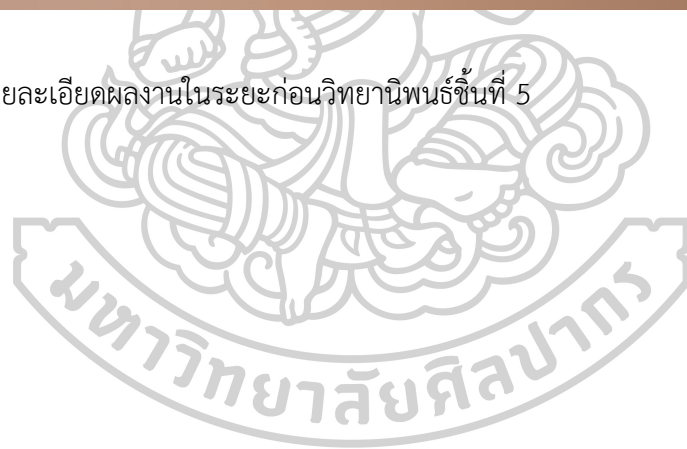 ยละเอียดผลงานในระยะก่อนวิทยานิพนธ์ชิ้นที่ 5
มหาวิทยาลัยศิลปากร